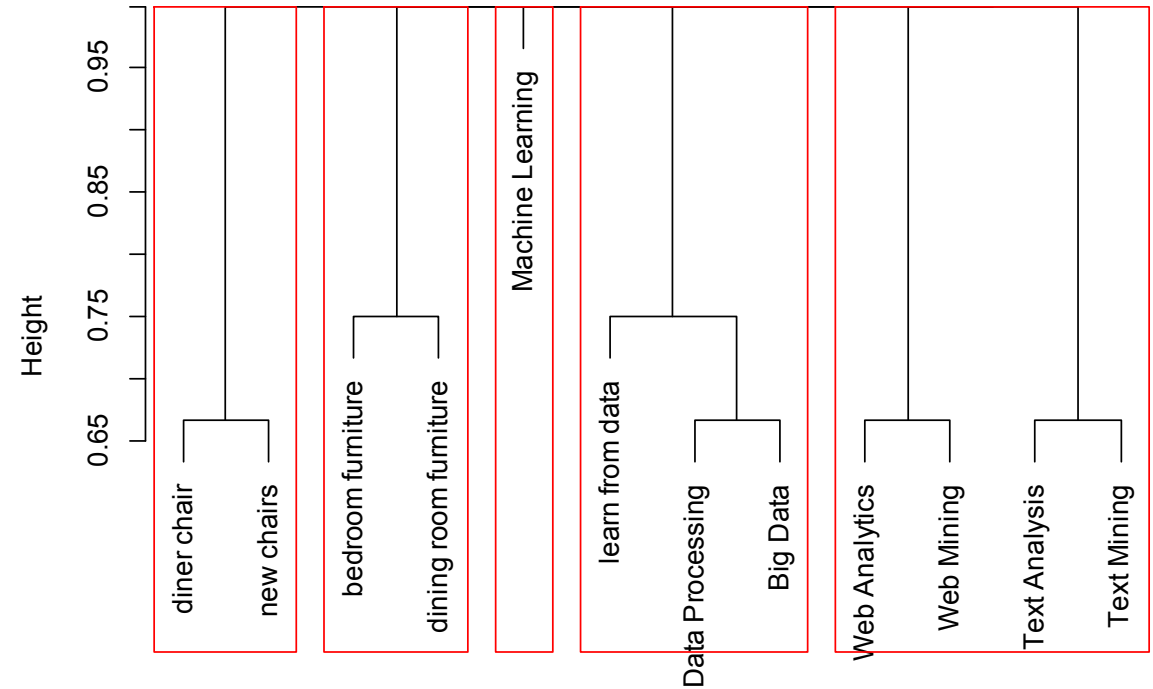 Height
0.95
0.85
0.75
0.65
diner chair
new chairs
bedroom furniture
dining room furniture
Machine Learning
learn from data
Data Processing
Big Data
Web Analytics
Web Mining
Text Analysis
Text Mining